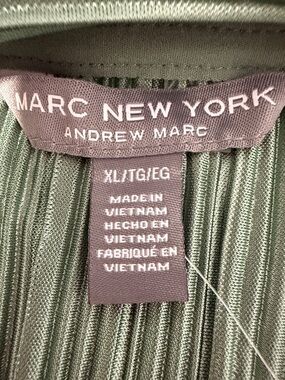 MARC NEW YORK
ANDREW MARC
XL/TG/EG
MADE IN
VIETNAM
HECHO EN
VIETNAM
FABRIQUÉ EN
VIETNAM